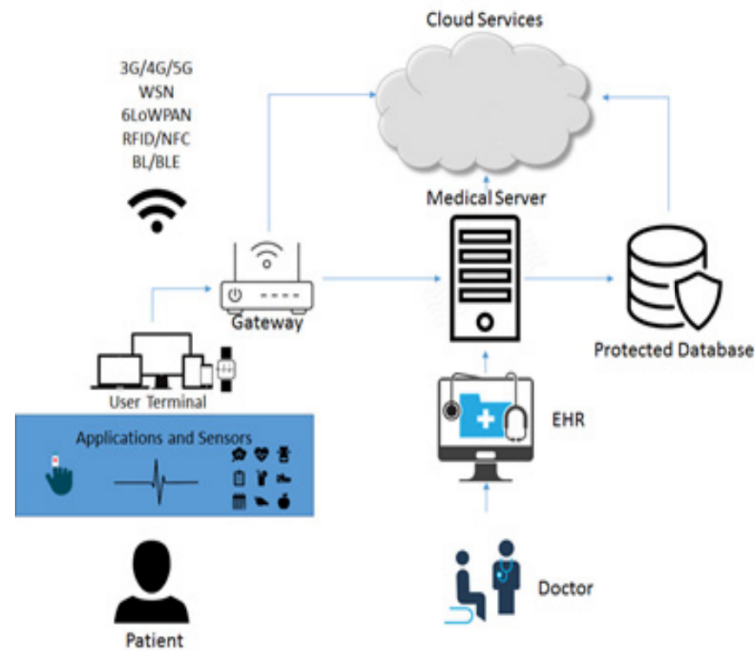 Cloud Services
3G/4G/5G
WSN
6LoWPAN
RFID/NFC
BL/BLE
Medical Server
Gateway
Protected Database
User Terminal
Applications and Sensors
EHR
Doctor
Patient